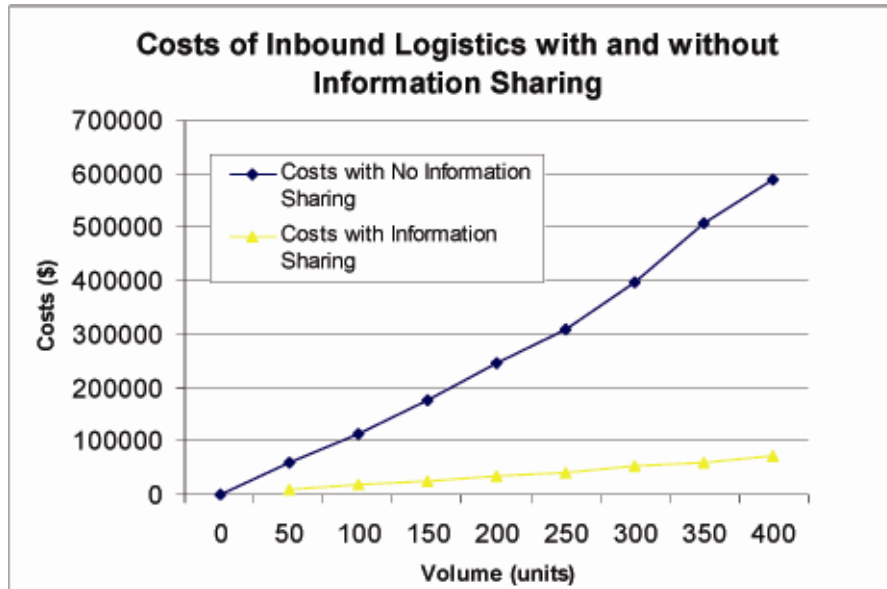 Costs of Inbound Logistics with and without
Information Sharing
700000
600000
500000
400000
300000
200000
100000
0
Costs with No Information
Sharing
Costs with Information
Sharing
Costs ($)
0 50 100 150 200 250 300 350 400
Volume (units)